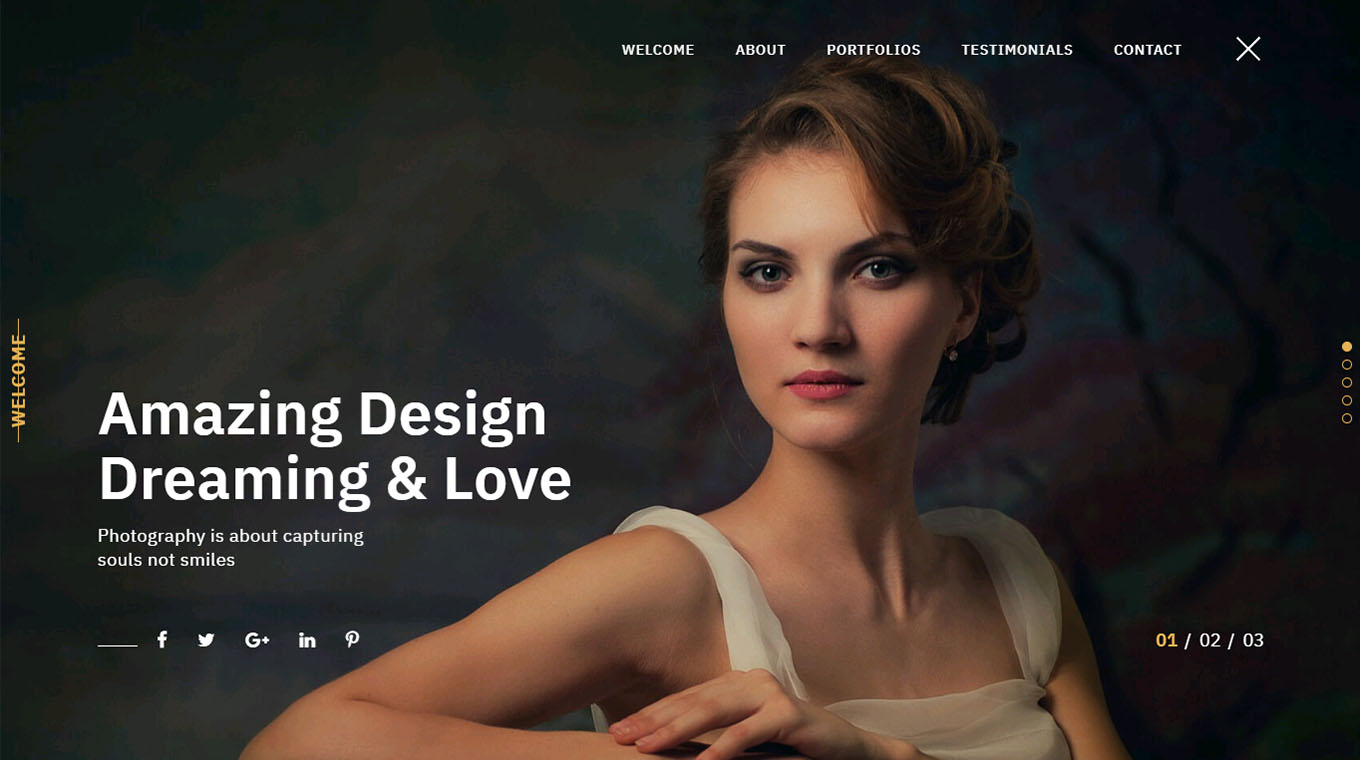 WELCOME ABOUT PORTFOLIOS TESTIMONIALS CONTACT
WELCOME
Amazing Design
Dreaming & Love
Photography is about capturing
souls not smiles
01 / 02 / 03